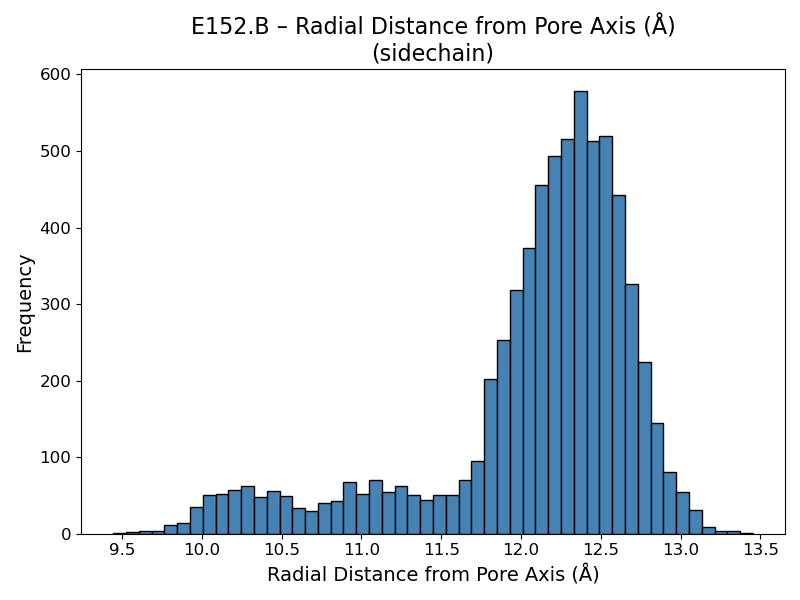 E152.B – Radial Distance from Pore Axis (Å)
(sidechain)
600
500
400
300
200
100
0
Frequency
9.5 10.0 10.5 11.0 11.5 12.0 12.5 13.0 13.5
Radial Distance from Pore Axis (Å)